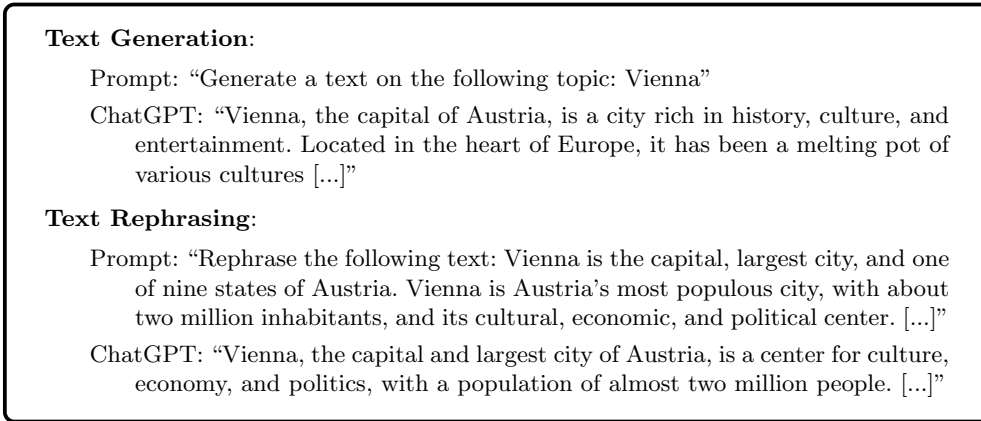 Text Generation:
Prompt: “Generate a text on the following topic: Vienna”
ChatGPT: “Vienna, the capital of Austria, is a city rich in history, culture, and
entertainment. Located in the heart of Europe, it has been a melting pot of
various cultures [...]”
Text Rephrasing:
Prompt: “Rephrase the following text: Vienna is the capital, largest city, and one
of nine states of Austria. Vienna is Austria’s most populous city, with about
two million inhabitants, and its cultural, economic, and political center. [...]”
ChatGPT: “Vienna, the capital and largest city of Austria, is a center for culture,
economy, and politics, with a population of almost two million people. [...]”